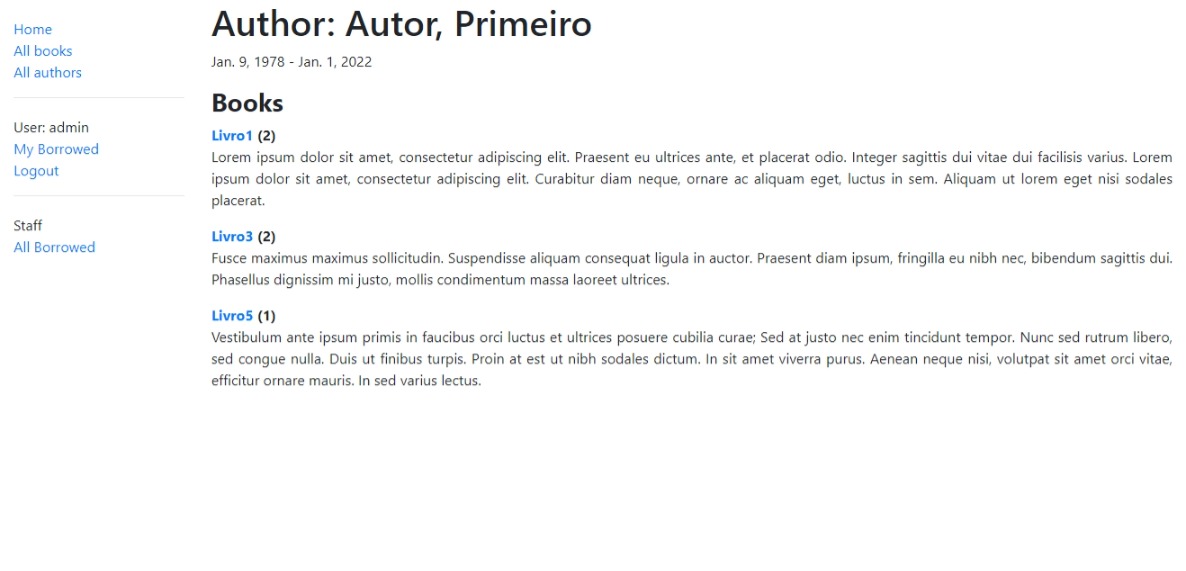 Home
All books
All authors
User: admin
My Borrowed
Logout
Staff
All Borrowed
Author: Autor, Primeiro
Jan. 9, 1978 - Jan. 1, 2022
Books
Livro1 (2)
Lorem ipsum dolor sit amet, consectetur adipiscing elit. Praesent eu ultrices ante, et placerat odio. Integer sagittis dui vitae dui facilisis varius. Lorem
ipsum dolor sit amet, consectetur adipiscing elit. Curabitur diam neque, ornare ac aliquam eget, luctus in sem. Aliquam ut lorem eget nisi sodales
placerat.
Livro3 (2)
Fusce maximus maximus sollicitudin. Suspendisse aliquam consequat ligula in auctor. Praesent diam ipsum, fringilla eu nibh nec, bibendum sagittis dui.
Phasellus dignissim mi justo, mollis condimentum massa laoreet ultrices.
Livro5 (1)
Vestibulum ante ipsum primis in faucibus orci luctus et ultrices posuere cubilia curae; Sed at justo nec enim tincidunt tempor. Nunc sed rutrum libero,
sed congue nulla. Duis ut finibus turpis. Proin at est ut nibh sodales dictum. In sit amet viverra purus. Aenean neque nisi, volutpat sit amet orci vitae,
efficitur ornare mauris. In sed varius lectus.